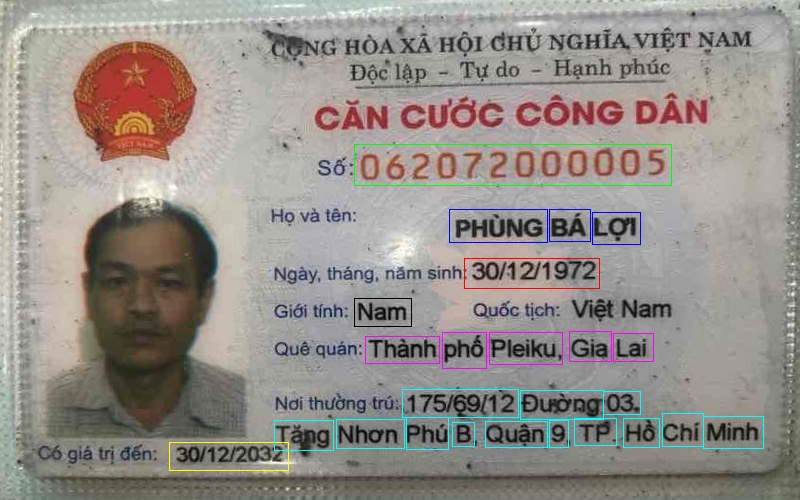 CỘNG HÒA XÃ HỘI CHỦ NGHĨA VIỆT NAM
Độc lập - Tự do - Hạnh phúc
CĂN CƯỚC CÔNG DÂN
Số: 062072000005
Họ và tên: PHÙNG BÁ LỢI
Ngày, tháng, năm sinh: 30/12/1972
Giới tính: Nam Quốc tịch: Việt Nam
Quê quán: Thành phố Pleiku, Gia Lai
Nơi thường trú: 175/69/12 Đường 03.
Tăng Nhơn Phú B, Quận 9, TP. Hồ Chí Minh
Có giá trị đến: 30/12/2032